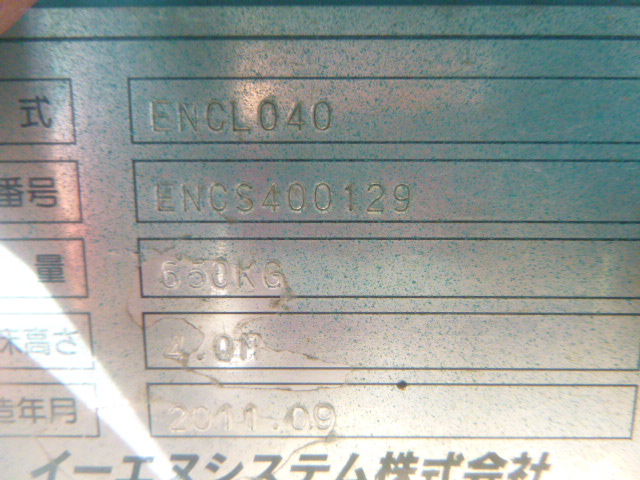 式 ENCL040
番号 ENCS400129
量 650KG
床高さ 4.0M
造年月 2011.09
イーエヌシステム株式会社